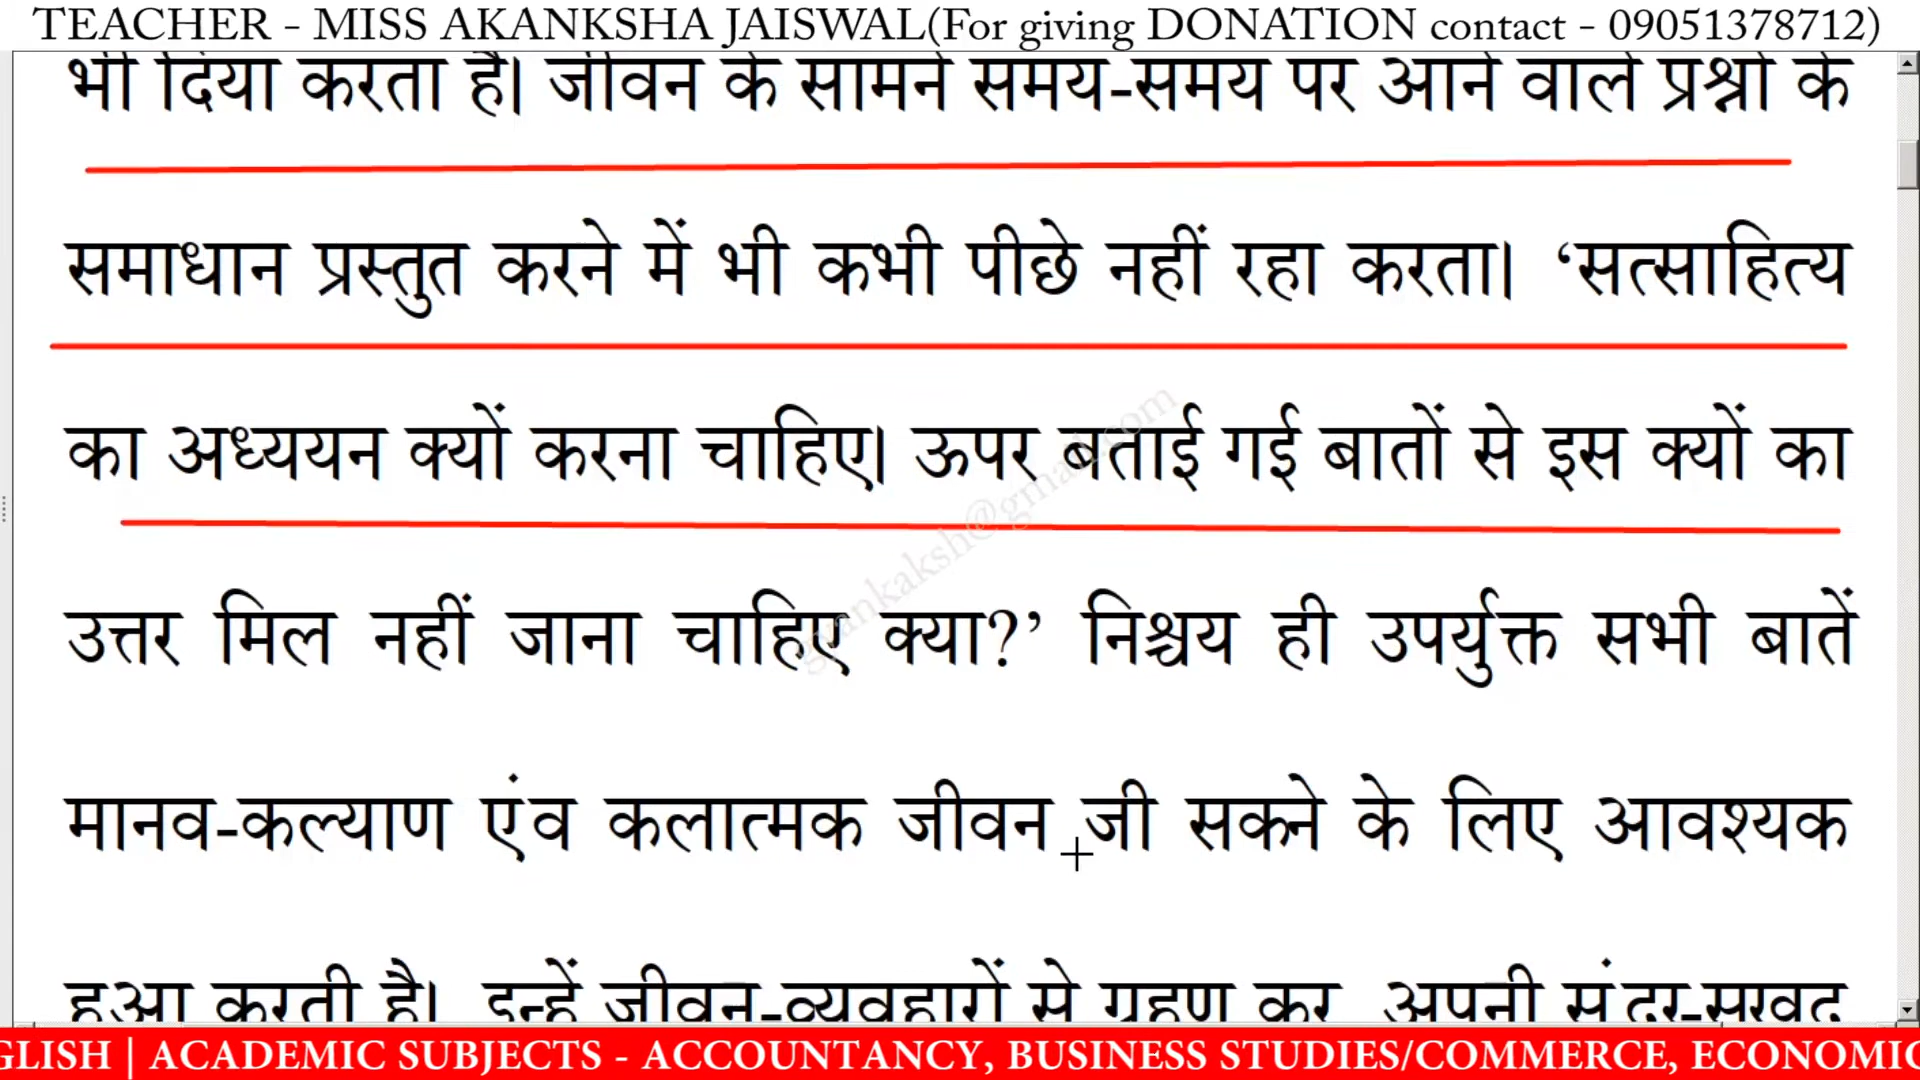 TEACHER - MISS AKANKSHA JAISWAL(For giving DONATION contact - 09051378712)
भी दिया करता है। जीवन के सामने समय-समय पर आने वाले प्रश्नों के
समाधान प्रस्तुत करने में भी कभी पीछे नहीं रहा करता। ‘सत्साहित्य
का अध्ययन क्यों करना चाहिए। ऊपर बताई गई बातों से इस क्यों का
gyankaksh@gmail.com
उत्तर मिल नहीं जाना चाहिए क्या?’ निश्चय ही उपर्युक्त सभी बातें
मानव-कल्याण एंव कलात्मक जीवन जी सकने के लिए आवश्यक
हुआ करती है। इन्हें जीवन-व्यवहारों से ग्रहण कर अपनी सुंदर-सुखद
GLISH | ACADEMIC SUBJECTS - ACCOUNTANCY, BUSINESS STUDIES/COMMERCE, ECONOMIC